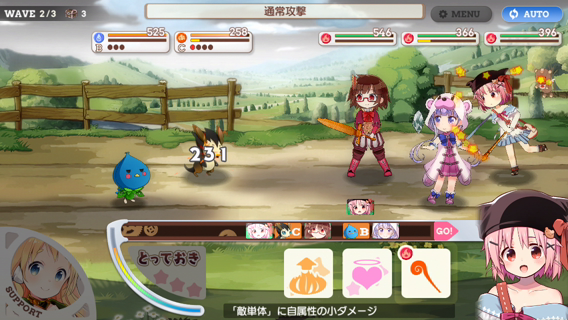 WAVE 2/3
3
通常攻撃
MENU
AUTO
B
525
C
258
546
366
396
231
C
B
GO!
とっておき
SUPPORT
「敵単体」に自属性の小ダメージ